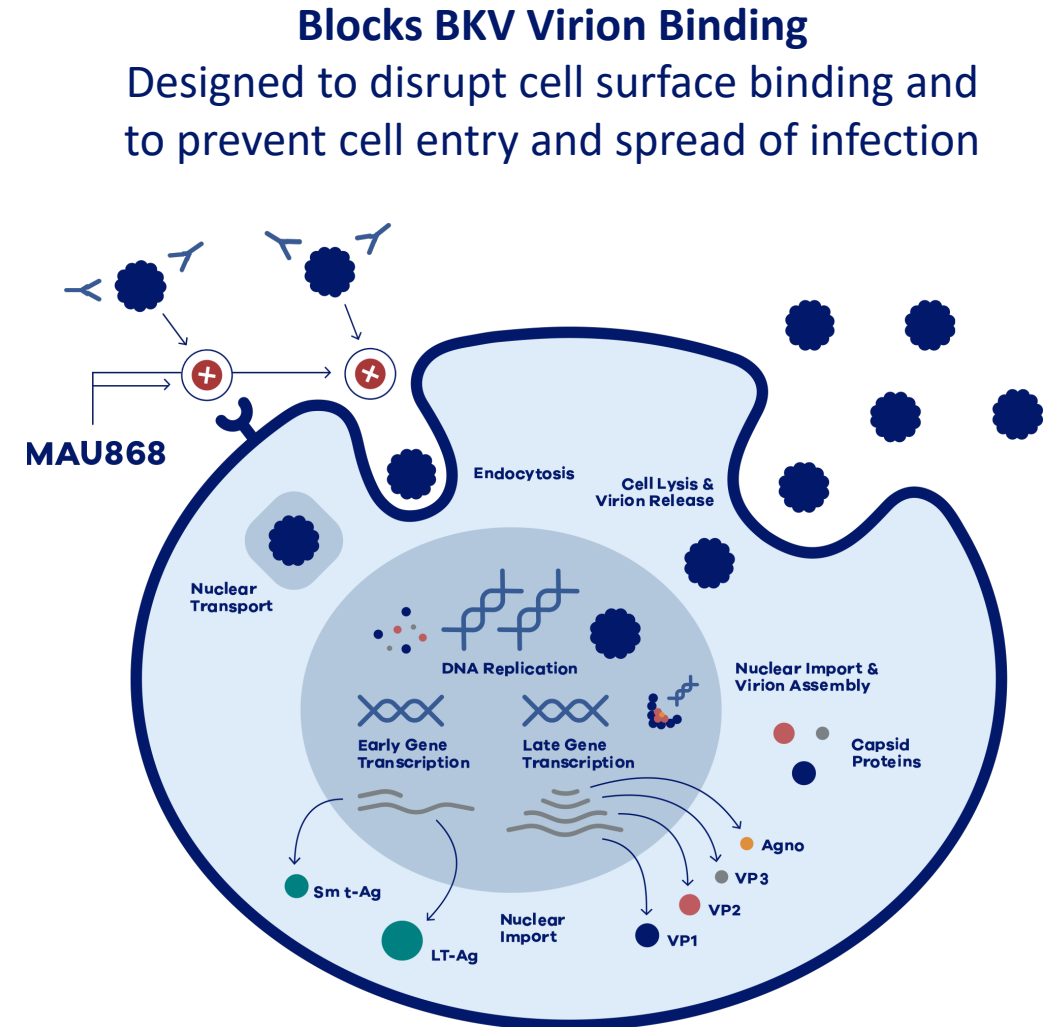 Blocks BKV Virion Binding
Designed to disrupt cell surface binding and
to prevent cell entry and spread of infection
MAU868
Endocytosis
Cell Lysis &
Virion Release
Nuclear
Transport
DNA Replication
Nuclear Import &
Virion Assembly
Early Gene
Transcription
Late Gene
Transcription
Capsid
Proteins
Agno
VP3
VP2
VP1
Sm t-Ag
LT-Ag
Nuclear
Import